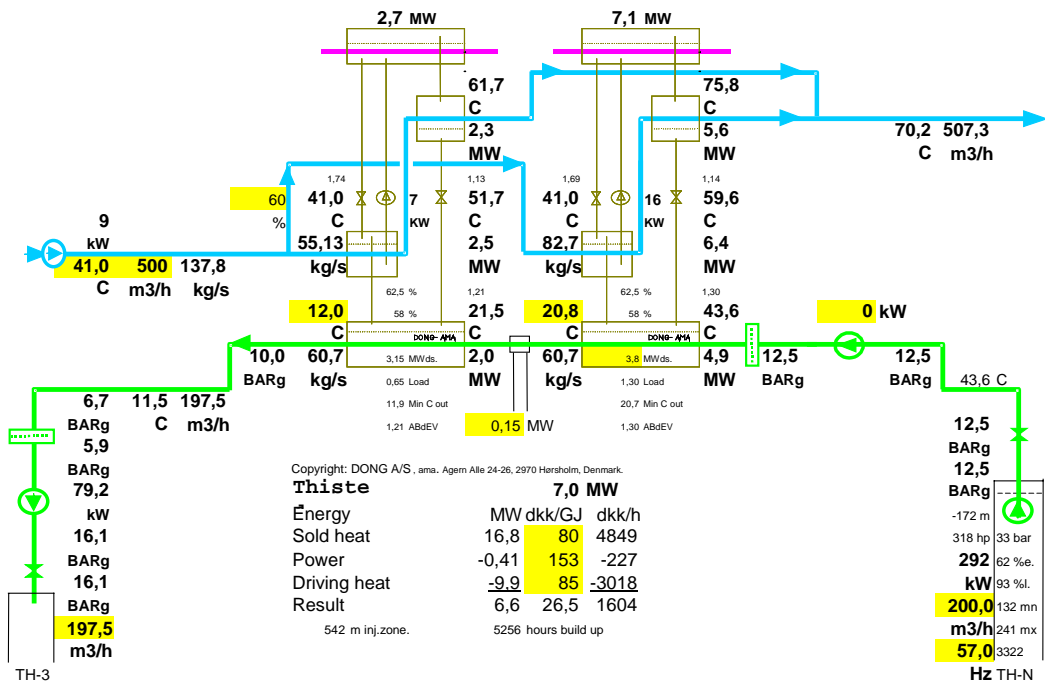 2,7 MW 7,1 MW
61,7 75,8
C C
2,3 5,6 70,2 507,3
MW MW C m3/h
1,74 1,13 1,69 1,14
60 41,0 7 51,7 41,0 16 59,6
% C KW C C KW C
9
kW 55,13 2,5 82,7 6,4
41,0 500 137,8 kg/s MW kg/s MW
C m3/h kg/s
62,5 % 1,21 62,5 % 1,30
12,0 58 % 21,5 20,8 58 % 43,6 0 kW
C DONG- AMA C C DONG- AMA C
10,0 60,7 3,15 MWds. 2,0 60,7 3,8 MWds. 4,9 12,5 12,5
BARg kg/s 0,65 Load MW kg/s 1,30 Load MW BARg BARg
43,6 C
6,7 11,5 197,5 11,9 Min C out 20,7 Min C out
BARg C m3/h 1,21 ABdEV 0,15 MW 1,30 ABdEV 12,5
5,9 BARg
BARg 12,5
79,2 BARg
kW -172 m
16,1 318 hp 33 bar
BARg 292 62 %e.
16,1 kW 93 %l.
BARg 200,0 132 mn
197,5 m3/h 241 mx
m3/h 57,0 3322
TH-3 Hz TH-N
Copyright: DONG A/S , ama. Agern Alle 24-26, 2970 Hørsholm, Denmark.
Thiste 7,0 MW
Energy MW dkk/GJ dkk/h
Sold heat 16,8 80 4849
Power -0,41 153 -227
Driving heat -9,9 85 -3018
Result 6,6 26,5 1604
542 m inj.zone. 5256 hours build up